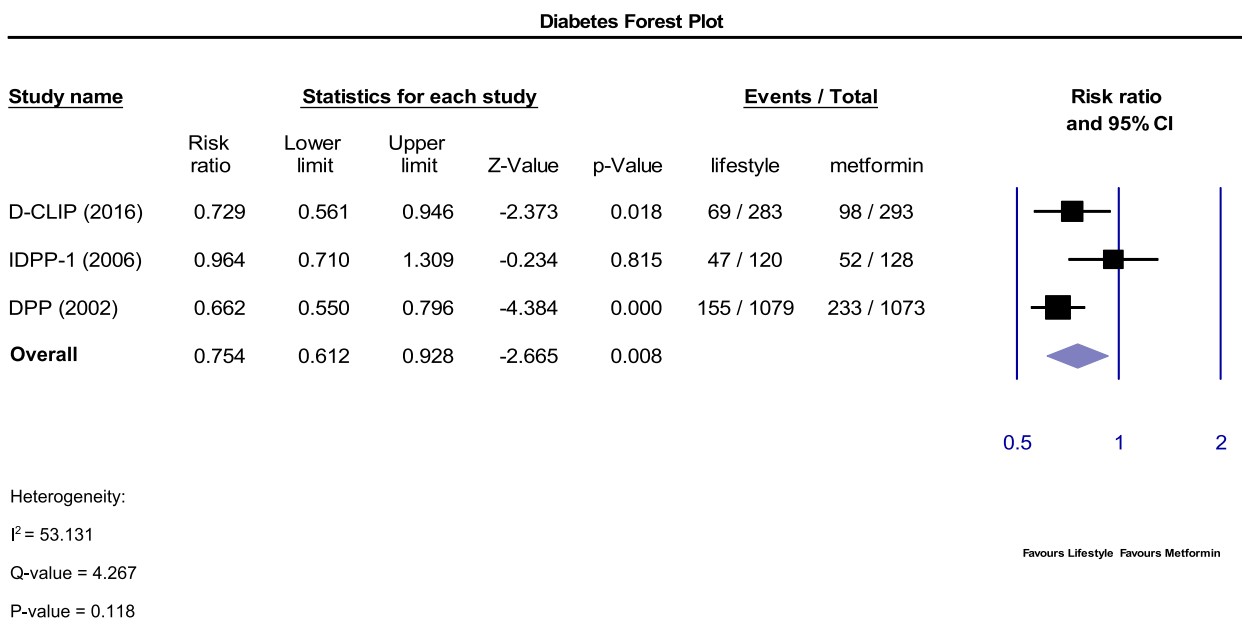 Diabetes Forest Plot
Study name Statistics for each study Events / Total Risk ratio
and 95% CI
Risk Lower Upper
ratio limit limit Z-Value p-Value lifestyle metformin
D-CLIP (2016) 0.729 0.561 0.946 -2.373 0.018 69 / 283 98 / 293
IDPP-1 (2006) 0.964 0.710 1.309 -0.234 0.815 47 / 120 52 / 128
DPP (2002) 0.662 0.550 0.796 -4.384 0.000 155 / 1079 233 / 1073
Overall 0.754 0.612 0.928 -2.665 0.008
0.5 1 2
Heterogeneity:
I² = 53.131
Favours Lifestyle Favours Metformin
Q-value = 4.267
P-value = 0.118